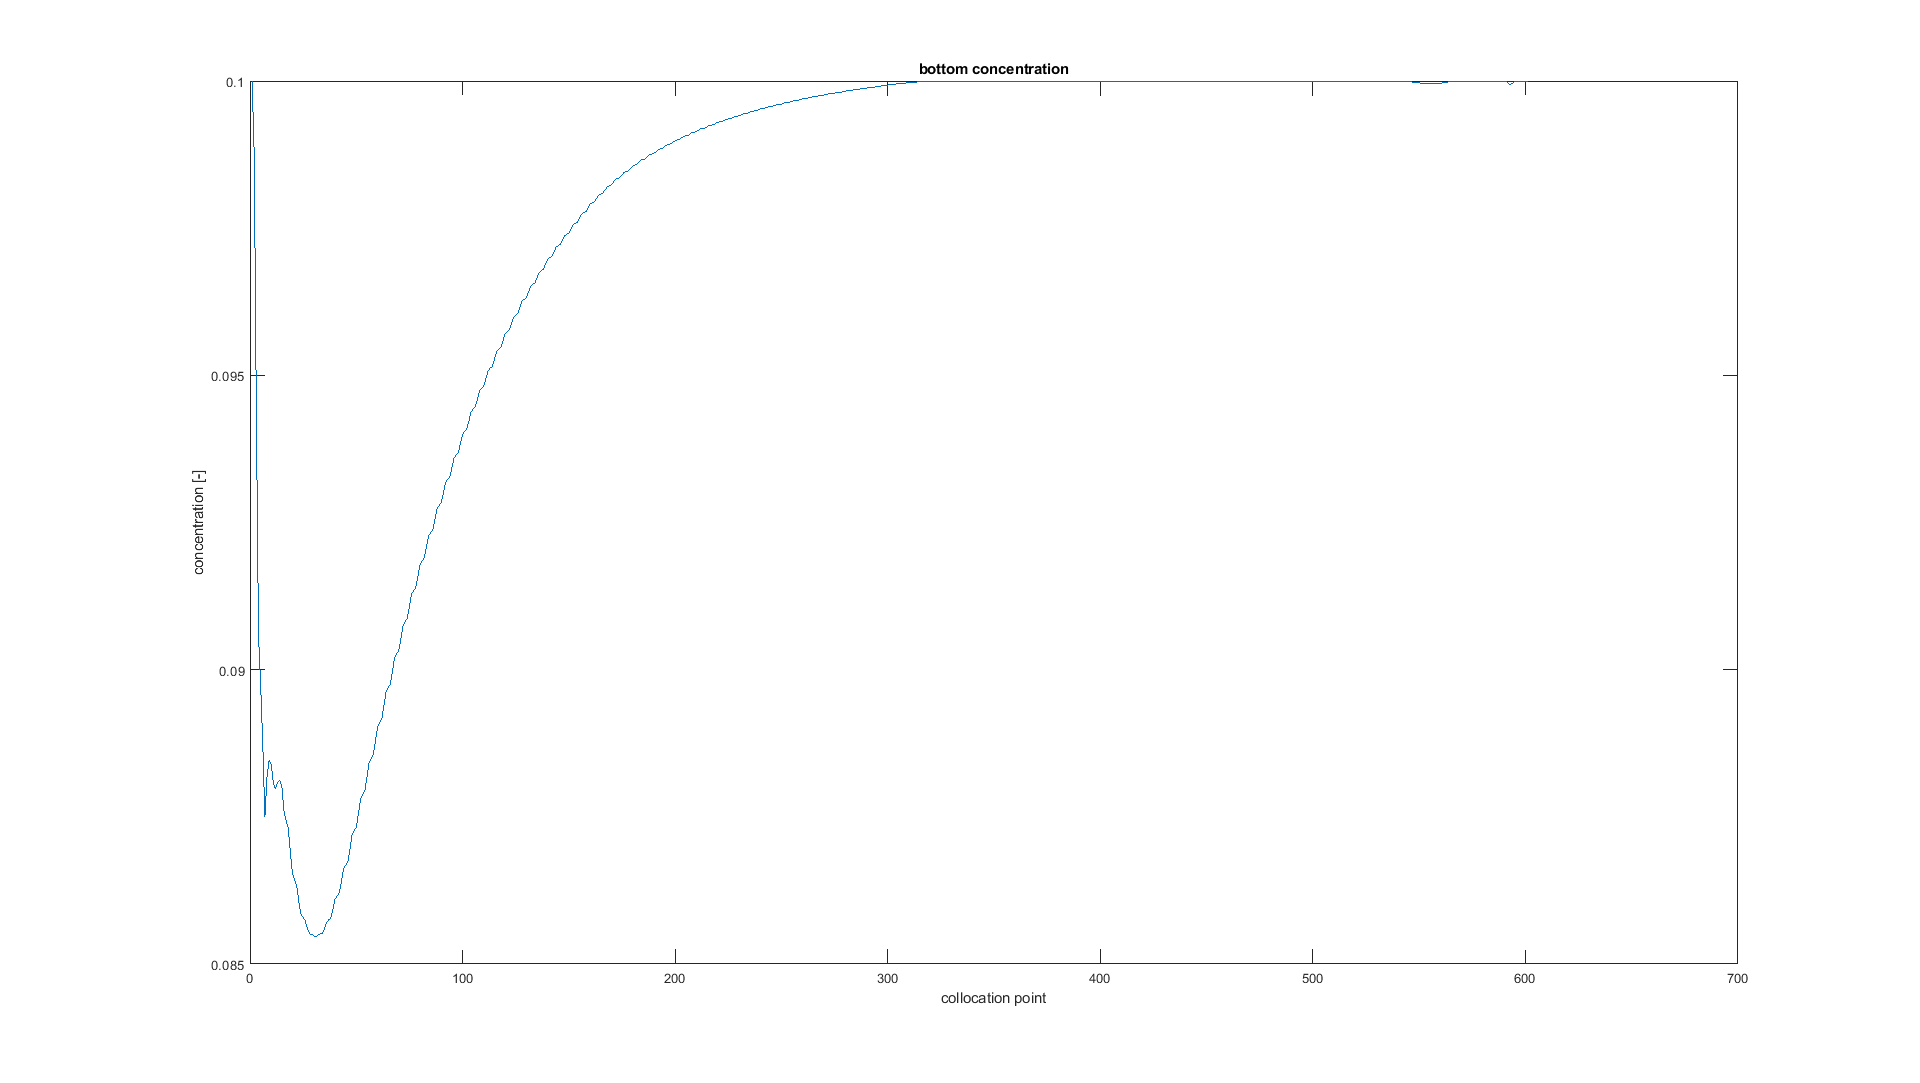 bottom concentration
0.1
0.095
0.09
0.085
concentration [-]
0 100 200 300 400 500 600 700
collocation point